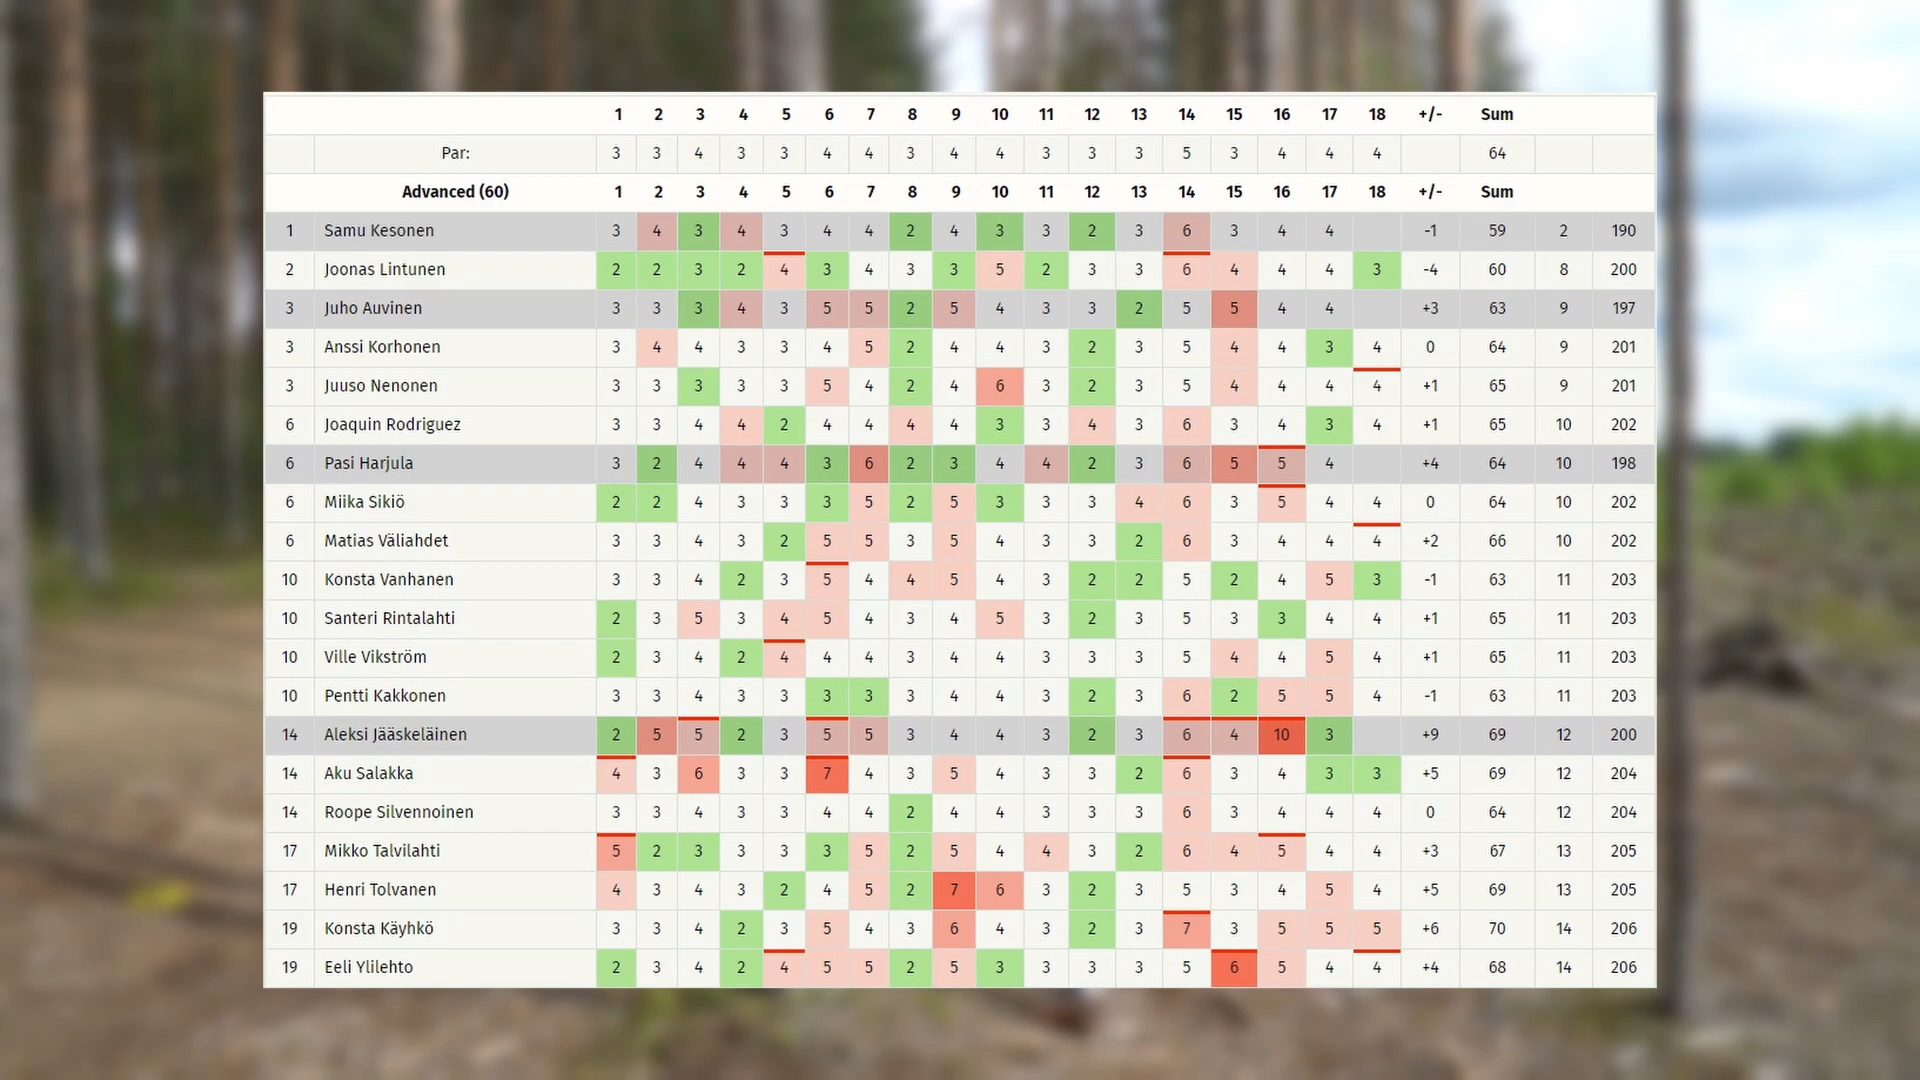 1 2 3 4 5 6 7 8 9 10 11 12 13 14 15 16 17 18 +/- Sum
Par: 3 3 4 3 3 4 4 3 4 4 3 3 3 5 3 4 4 4 64
Advanced (60) 1 2 3 4 5 6 7 8 9 10 11 12 13 14 15 16 17 18 +/- Sum
1 Samu Kesonen 3 4 3 4 3 4 4 2 4 3 3 2 3 6 3 4 4 -1 59 2 190
2 Joonas Lintunen 2 2 3 2 4 3 4 3 3 5 2 3 3 6 4 4 4 3 -4 60 8 200
3 Juho Auvinen 3 3 3 4 3 5 5 2 5 4 3 3 2 5 5 4 4 +3 63 9 197
3 Anssi Korhonen 3 4 4 3 3 4 5 2 4 4 3 2 3 5 4 4 3 4 0 64 9 201
3 Juuso Nenonen 3 3 3 3 3 5 4 2 4 6 3 2 3 5 4 4 4 4 +1 65 9 201
6 Joaquin Rodriguez 3 3 4 4 2 4 4 4 4 3 3 4 3 6 3 4 3 4 +1 65 10 202
6 Pasi Harjula 3 2 4 4 4 3 6 2 3 4 4 2 3 6 5 5 4 +4 64 10 198
6 Miika Sikiö 2 2 4 3 3 3 5 2 5 3 3 3 4 6 3 5 4 4 0 64 10 202
6 Matias Väliahdet 3 3 4 3 2 5 5 3 5 4 3 3 2 6 3 4 4 4 +2 66 10 202
10 Konsta Vanhanen 3 3 4 2 3 5 4 4 5 4 3 2 2 5 2 4 5 3 -1 63 11 203
10 Santeri Rintalahti 2 3 5 3 4 5 4 3 4 5 3 2 3 5 3 3 4 4 +1 65 11 203
10 Ville Vikström 2 3 4 2 4 4 4 3 4 4 3 3 3 5 4 4 5 4 +1 65 11 203
10 Pentti Kakkonen 3 3 4 3 3 3 3 3 4 4 3 2 3 6 2 5 5 4 -1 63 11 203
14 Aleksi Jääskeläinen 2 5 5 2 3 5 5 3 4 4 3 2 3 6 4 10 3 +9 69 12 200
14 Aku Salakka 4 3 6 3 3 7 4 3 5 4 3 3 2 6 3 4 3 3 +5 69 12 204
14 Roope Silvennoinen 3 3 4 3 3 4 4 2 4 4 3 3 3 6 3 4 4 4 0 64 12 204
17 Mikko Talvilahti 5 2 3 3 3 3 5 2 5 4 4 3 2 6 4 5 4 4 +3 67 13 205
17 Henri Tolvanen 4 3 4 3 2 4 5 2 7 6 3 2 3 5 3 4 5 4 +5 69 13 205
19 Konsta Käyhkö 3 3 4 2 3 5 4 3 6 4 3 2 3 7 3 5 5 5 +6 70 14 206
19 Eeli Ylilehto 2 3 4 2 4 5 5 2 5 3 3 3 3 5 6 5 4 4 +4 68 14 206